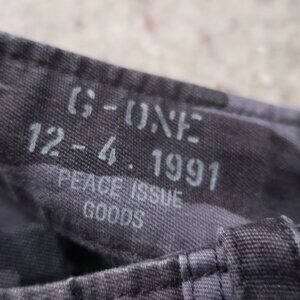 G-ONE
12-4.1991
PEACE ISSUE
GOODS